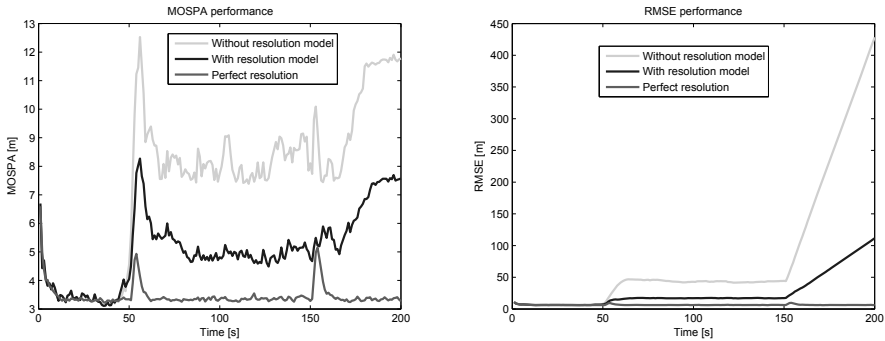 MOSPA performance
13
12
11
10
9
8
7
6
5
4
3
MOSPA [m]
Without resolution model
With resolution model
Perfect resolution
0
50
100
150
200
Time [s]
RMSE performance
450
400
350
300
250
200
150
100
50
0
RMSE [m]
Without resolution model
With resolution model
Perfect resolution
0
50
100
150
200
Time [s]